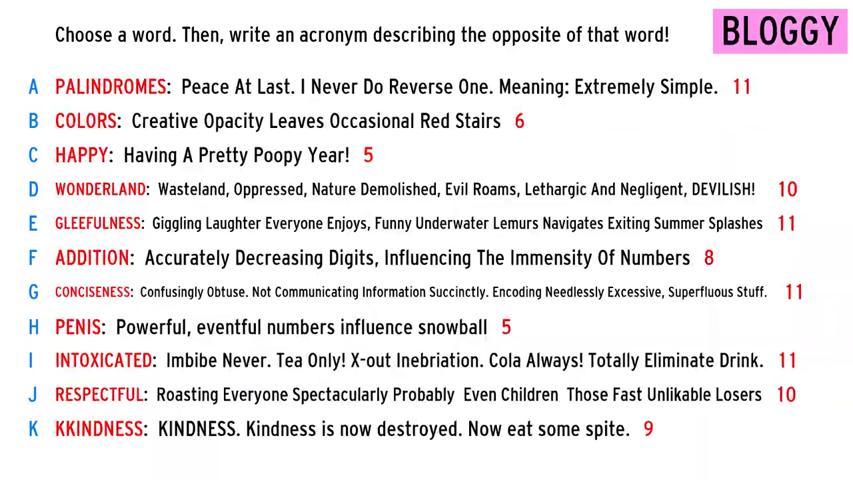 Choose a word. Then, write an acronym describing the opposite of that word!
BLOGGY
A PALINDROMES: Peace At Last. I Never Do Reverse One. Meaning: Extremely Simple. 11
B COLORS: Creative Opacity Leaves Occasional Red Stairs 6
C HAPPY: Having A Pretty Poopy Year! 5
D WONDERLAND: Wasteland, Oppressed, Nature Demolished, Evil Roams, Lethargic And Negligent, DEVILISH! 10
E GLEEFULNESS: Giggling Laughter Everyone Enjoys, Funny Underwater Lemurs Navigates Exiting Summer Splashes 11
F ADDITION: Accurately Decreasing Digits, Influencing The Immensity Of Numbers 8
G CONCISENESS: Confusingly Obtuse. Not Communicating Information Succinctly. Encoding Needlessly Excessive, Superfluous Stuff. 11
H PENIS: Powerful, eventful numbers influence snowball 5
I INTOXICATED: Imbibe Never. Tea Only! X-out Inebriation. Cola Always! Totally Eliminate Drink. 11
J RESPECTFUL: Roasting Everyone Spectacularly Probably Even Children Those Fast Unlikable Losers 10
K KKINDNESS: KINDNESS. Kindness is now destroyed. Now eat some spite. 9